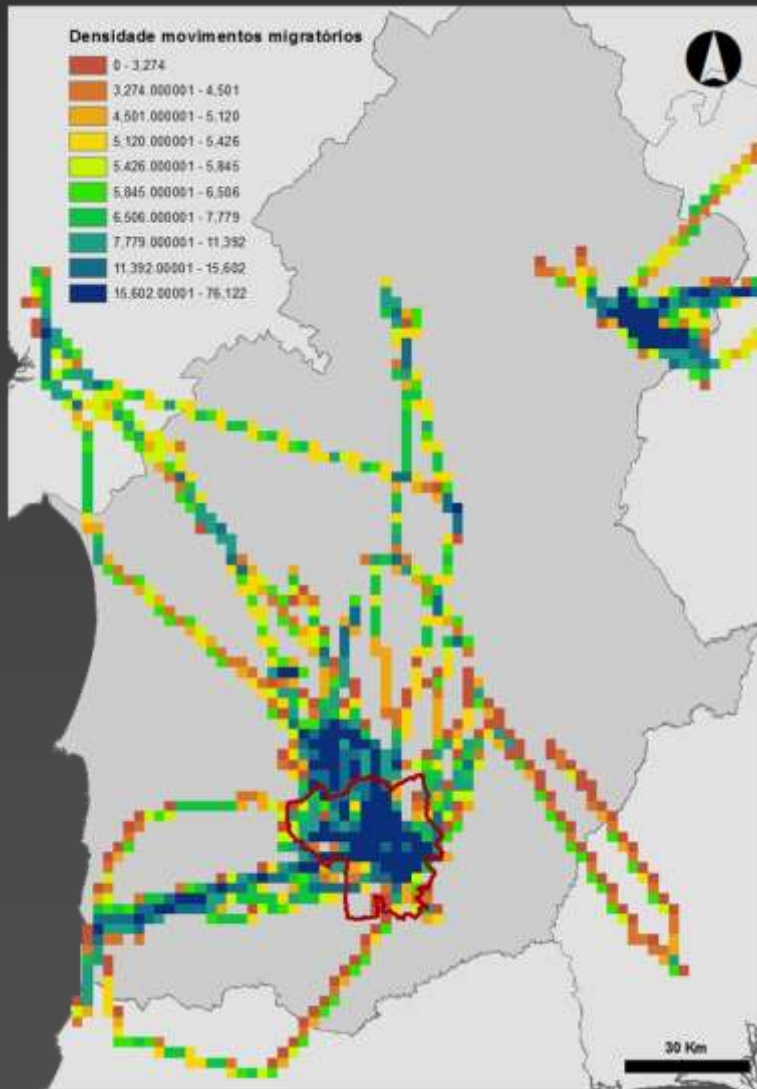 Densidade movimentos migratórios
0 - 3,274
3,274.000001 - 4,501
4,501.000001 - 5,120
5,120.000001 - 5,426
5,426.000001 - 5,845
5,845.000001 - 6,506
6,506.000001 - 7,779
7,779.000001 - 11,392
11,392.00001 - 15,602
15,602.00001 - 76,122
30 Km